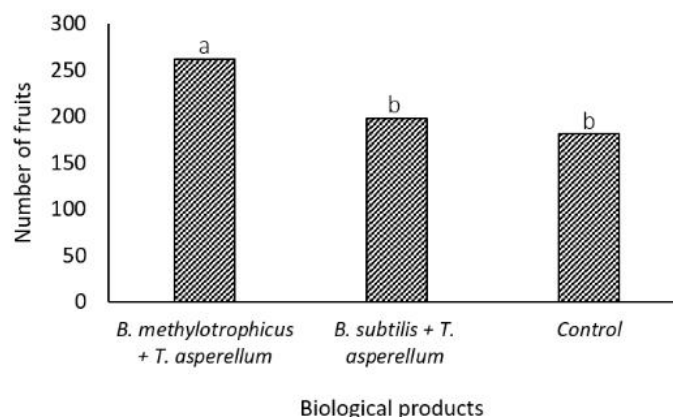 300
250
200
150
100
50
0
Number of fruits
a
b
b
B. methylotrophicus
+ T. asperellum
B. subtilis + T.
asperellum
Control
Biological products